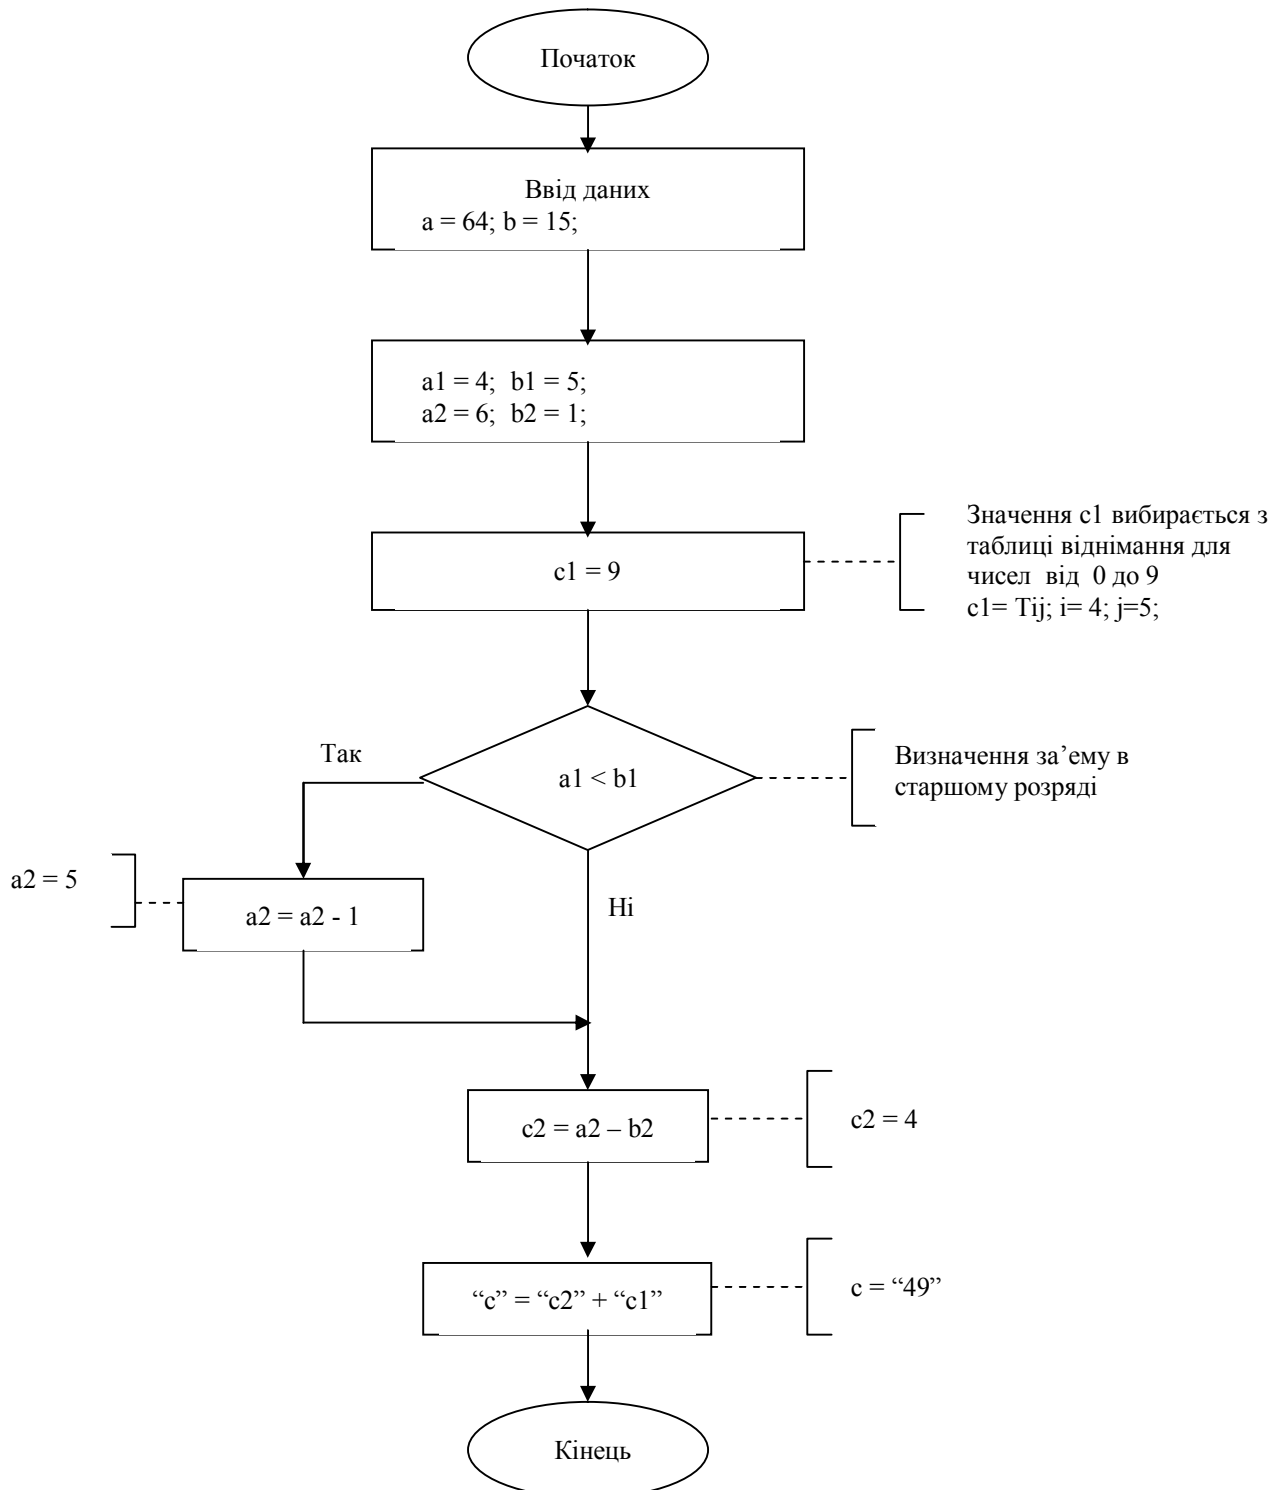 Початок
Ввід даних
a = 64; b = 15;
a1 = 4; b1 = 5;
a2 = 6; b2 = 1;
c1 = 9
Значення с1 вибирається з
таблиці віднімання для
чисел від 0 до 9
c1= Tij; i= 4; j=5;
Так
a1 < b1
Визначення за’ему в
старшому розряді
a2 = 5
a2 = a2 - 1
Ні
c2 = a2 – b2
c2 = 4
“c” = “c2” + “c1”
c = “49”
Кінець